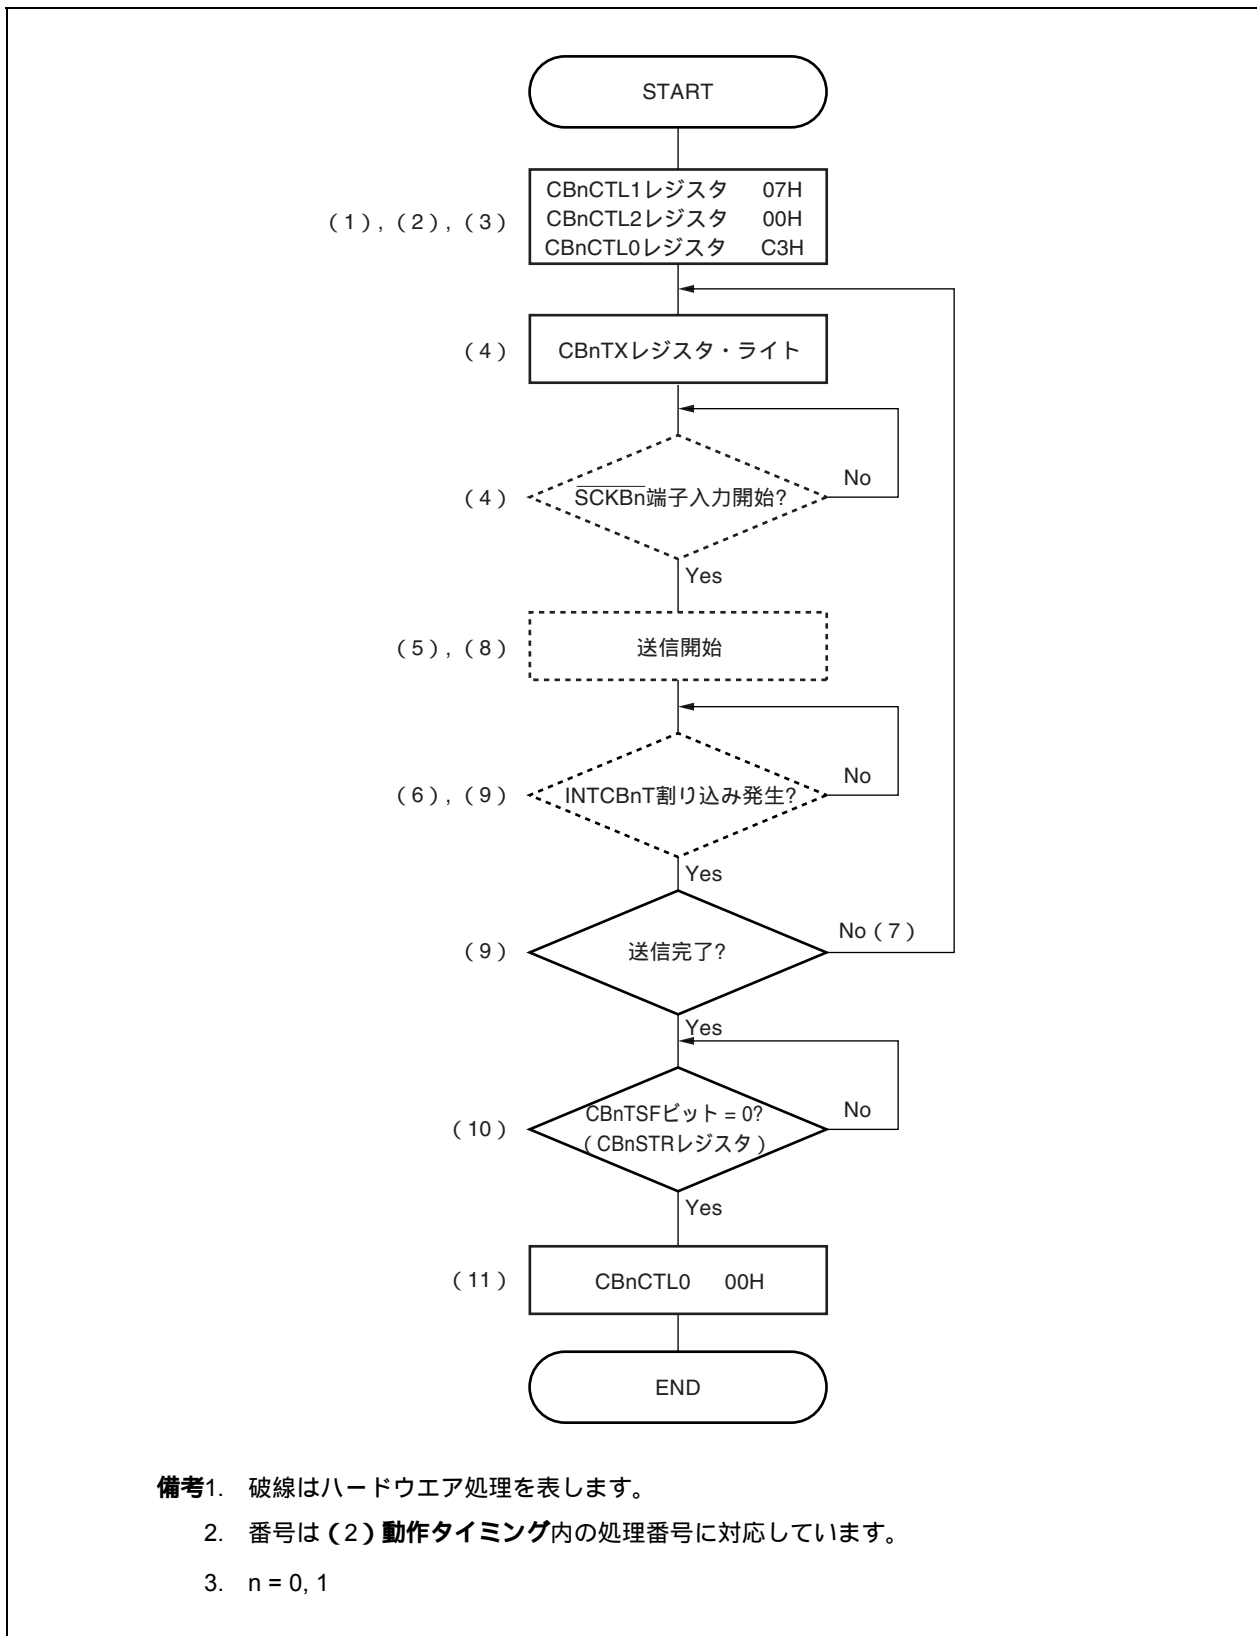 START
(1), (2), (3)
CBnCTL1レジスタ 07H
CBnCTL2レジスタ 00H
CBnCTL0レジスタ C3H
(4)
CBnTXレジスタ・ライト
(4)
SCKBn端子入力開始?
No
Yes
(5), (8)
送信開始
(6), (9)
INTCBnT割り込み発生?
No
Yes
(9)
送信完了?
No(7)
Yes
(10)
CBnTSFビット = 0?
(CBnSTRレジスタ)
No
Yes
(11)
CBnCTL0 00H
END
備考1. 破線はハードウエア処理を表します。
2. 番号は(2)動作タイミング内の処理番号に対応しています。
3. n = 0, 1